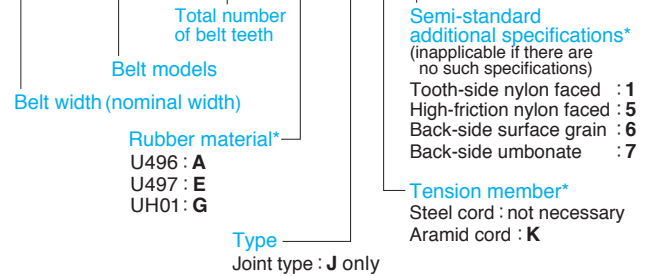 Total number
of belt teeth
Belt models
Belt width (nominal width)
Rubber material*
U496 : A
U497 : E
UH01 : G
Type
Joint type : J only
Semi-standard
additional specifications*
(inapplicable if there are
no such specifications)
Tooth-side nylon faced : 1
High-friction nylon faced : 5
Back-side surface grain : 6
Back-side umbonate : 7
Tension member*
Steel cord : not necessary
Aramid cord : K